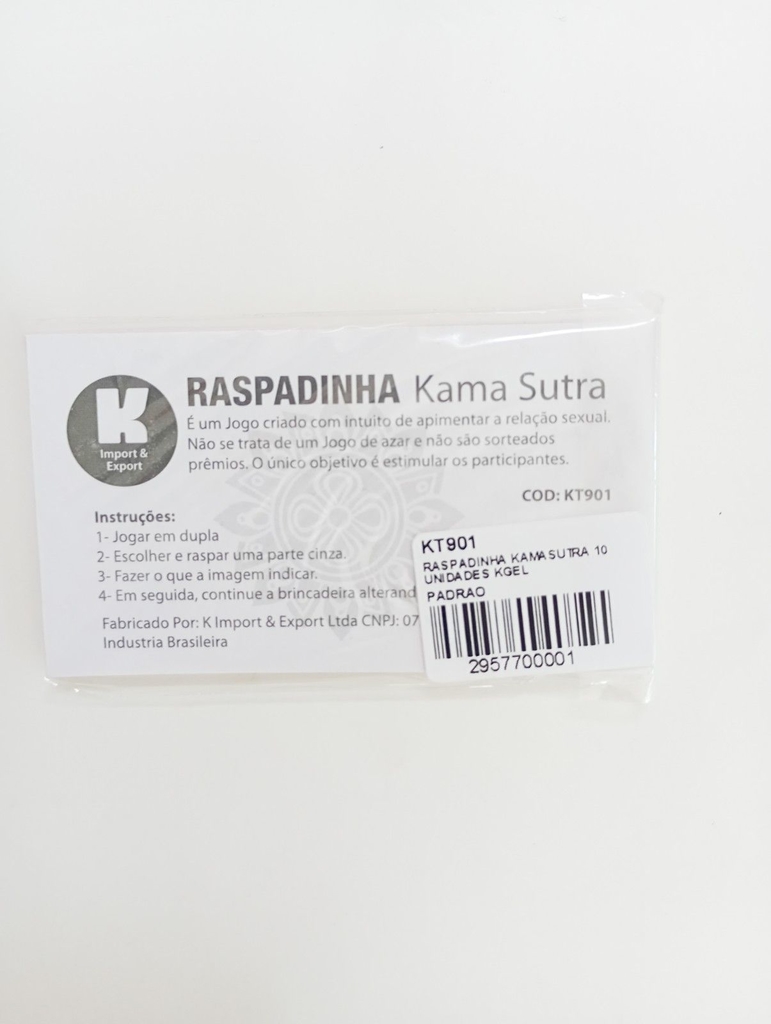 K
Import &
Export
RASPADINHA Kama Sutra
É um Jogo criado com intuito de apimentar a relação sexual.
Não se trata de um Jogo de azar e não são sorteados
prêmios. O único objetivo é estimular os participantes.
COD: KT901
Instruções:
1- Jogar em dupla
2- Escolher e raspar uma parte cinza.
3- Fazer o que a imagem indicar.
4- Em seguida, continue a brincadeira alterand
Fabricado Por: K Import & Export Ltda CNPJ: 07
Industria Brasileira
KT901
RASPADINHA KAMASUTRA 10
UNIDADES KGEL
PADRAO
2957700001